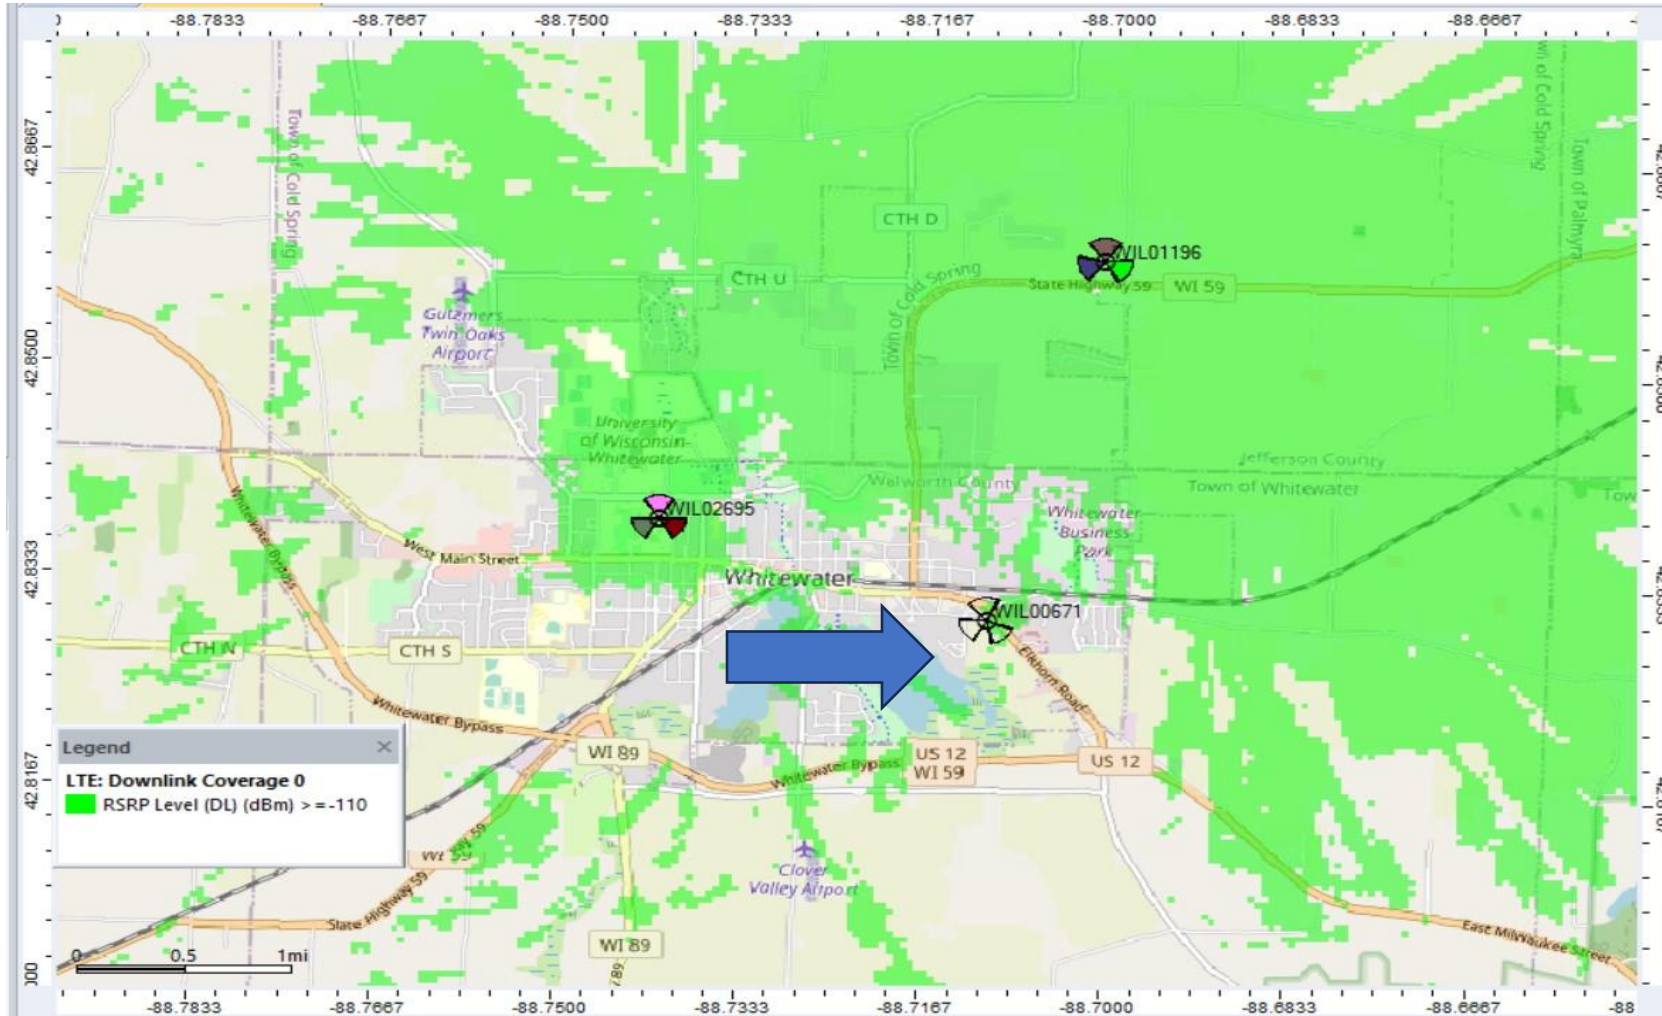 -88.7833
-88.7667
-88.7500
-88.7333
-88.7167
-88.7000
-88.6833
-88.6667
42.8667
42.8500
42.8333
42.8167
Town of Cold Spring
CTH D
WIL01196
State Highway 59
WI 59
CTH U
Town of Cold Spring
Town of Palmyra
Gutzmers
Twin Oaks
Airport
University
of Wisconsin-
Whitewater
Jefferson County
Walworth County
Town of Whitewater
WIL02695
Whitewater
Business
Park
Whitewater Bypass
West Main Street
Whitewater
WIL00671
CTH N
CTH S
Elkhorn Road
Whitewater Bypass
WI 89
US 12
WI 59
US 12
Whitewater Bypass
Legend
LTE: Downlink Coverage 0
RSRP Level (DL) (dBm) >=-110
WI 59
Clover
Valley Airport
State Highway 59
WI 89
East Milwaukee Street
0 0.5 1mi
-88.7833
-88.7667
-88.7500
-88.7333
-88.7167
-88.7000
-88.6833
-88.6667